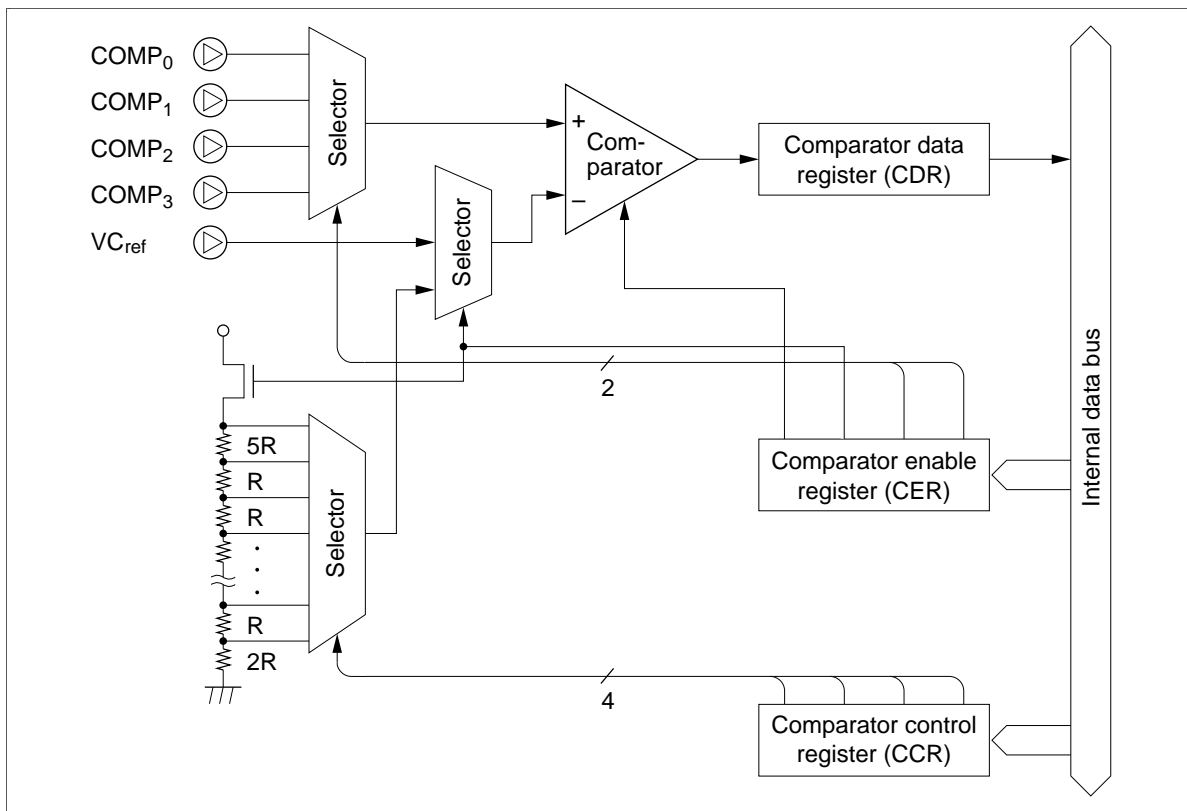 COMP0
COMP1
COMP2
COMP3
VCref
Selector
Selector
+
Com-
parator
−
Comparator data
register (CDR)
Internal data bus
2
Comparator enable
register (CER)
5R
R
R
.
.
.
R
2R
Selector
4
Comparator control
register (CCR)